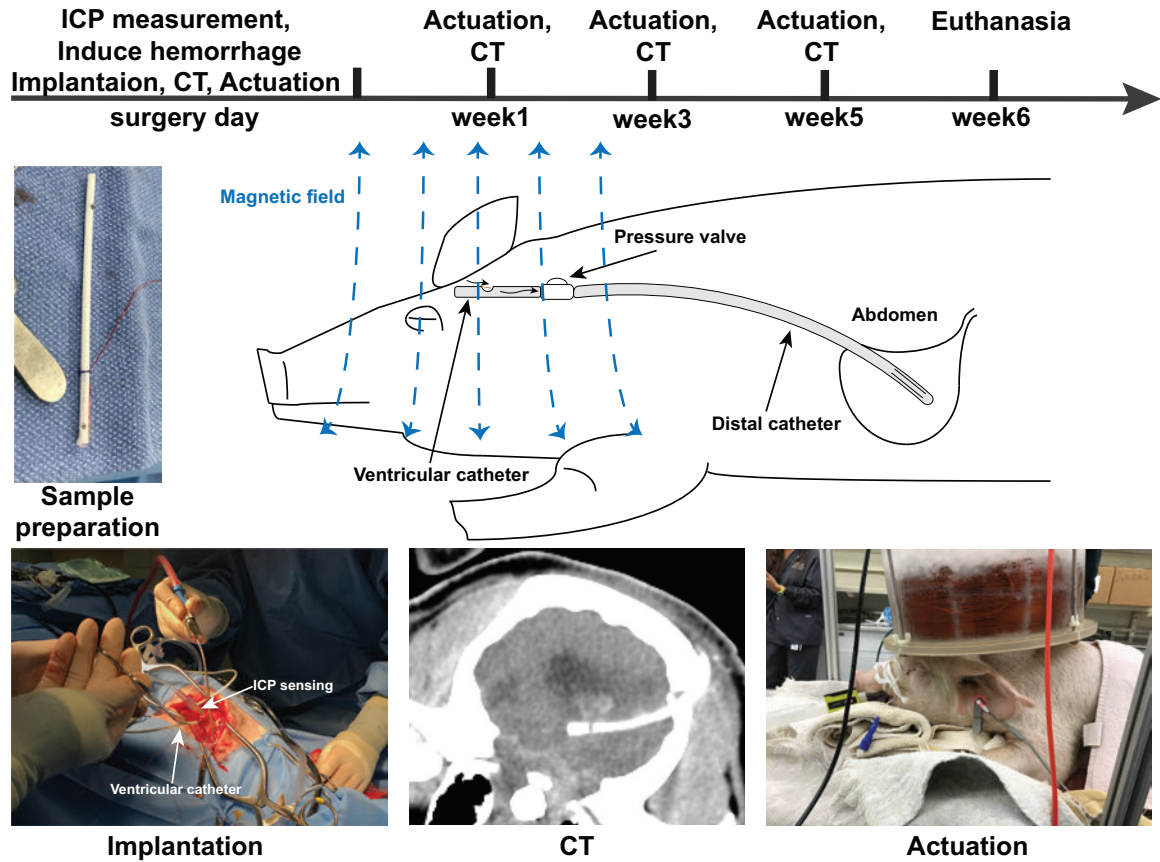 ICP measurement,
Induce hemorrhage
Implantaion, CT, Actuation
Actuation,
CT
Actuation,
CT
Actuation,
CT
Euthanasia
surgery day
week1
week3
week5
week6
Magnetic field
Pressure valve
Abdomen
Distal catheter
Ventricular catheter
Sample
preparation
ICP sensing
Ventricular catheter
Implantation
CT
Actuation